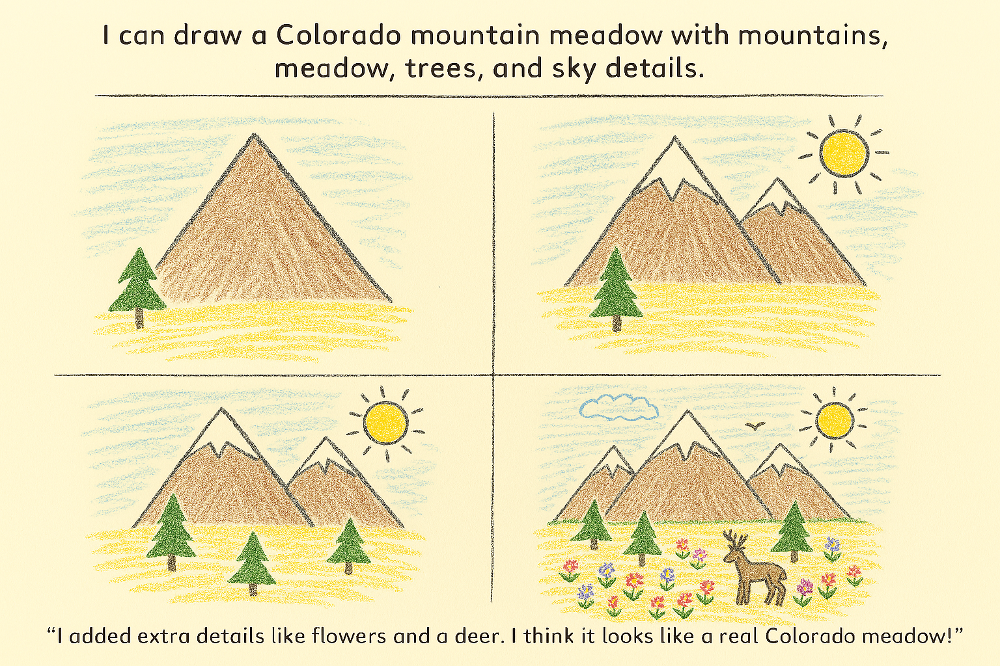 I can draw a Colorado mountain meadow with mountains,
meadow, trees, and sky details.
“I added extra details like flowers and a deer. I think it looks like a real Colorado meadow!”